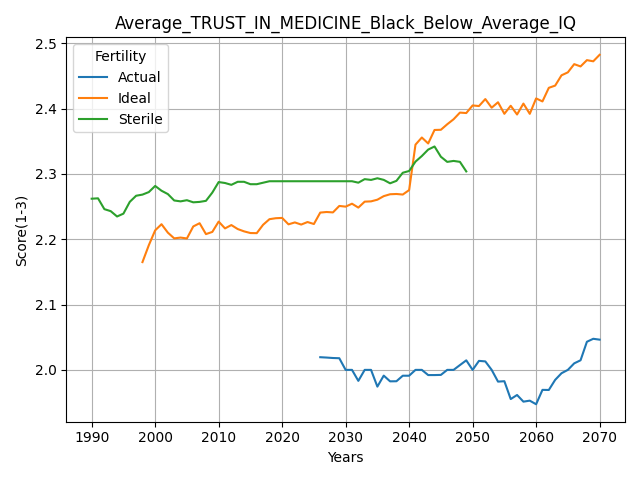 Average_TRUST_IN_MEDICINE_Black_Below_Average_IQ
2.5
2.4
2.3
2.2
2.1
2.0
Score(1-3)
Fertility
Actual
Ideal
Sterile
1990 2000 2010 2020 2030 2040 2050 2060 2070
Years